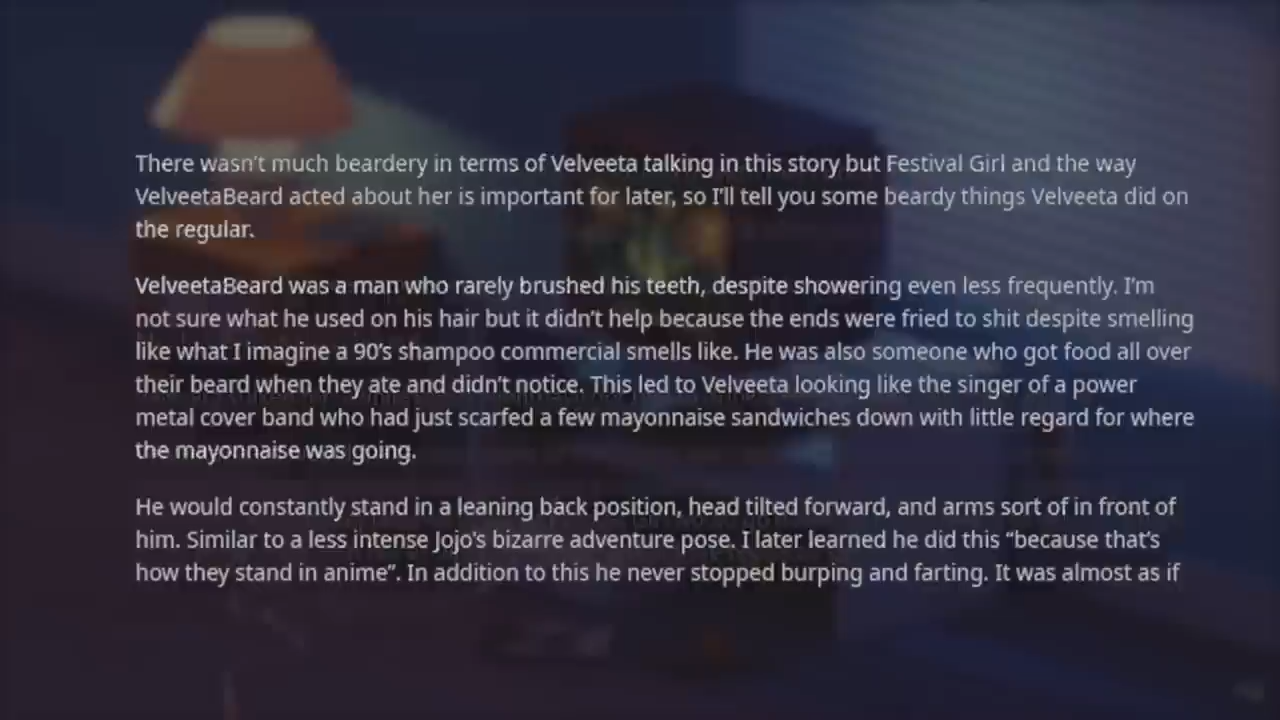 There wasn't much beardery in terms of Velveeta talking in this story but Festival Girl and the way
VelveetaBeard acted about her is important for later, so I'll tell you some beardy things Velveeta did on
the regular.
VelveetaBeard was a man who rarely brushed his teeth, despite showering even less frequently. I'm
not sure what he used on his hair but it didn't help because the ends were fried to shit despite smelling
like what I imagine a 90's shampoo commercial smells like. He was also someone who got food all over
their beard when they ate and didn't notice. This led to Velveeta looking like the singer of a power
metal cover band who had just scarfed a few mayonnaise sandwiches down with little regard for where
the mayonnaise was going.
He would constantly stand in a leaning back position, head tilted forward, and arms sort of in front of
him. Similar to a less intense Jojo's bizarre adventure pose. I later learned he did this “because that's
how they stand in anime”. In addition to this he never stopped burping and farting. It was almost as if